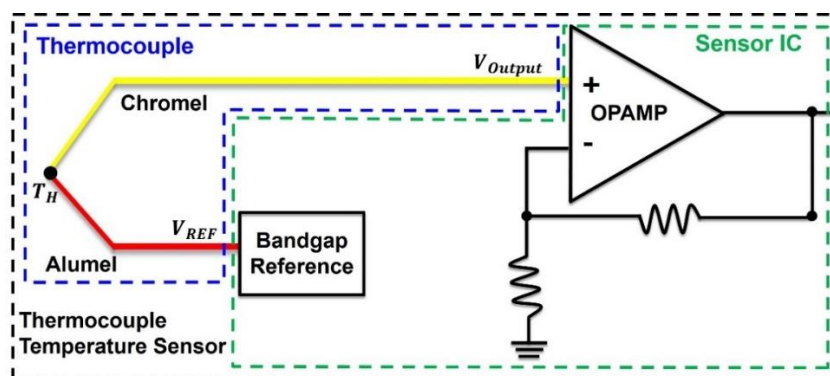 Thermocouple
Sensor IC
V_Output
Chromel
+
OPAMP
-
T_H
V_REF
Alumel
Bandgap
Reference
Thermocouple
Temperature Sensor